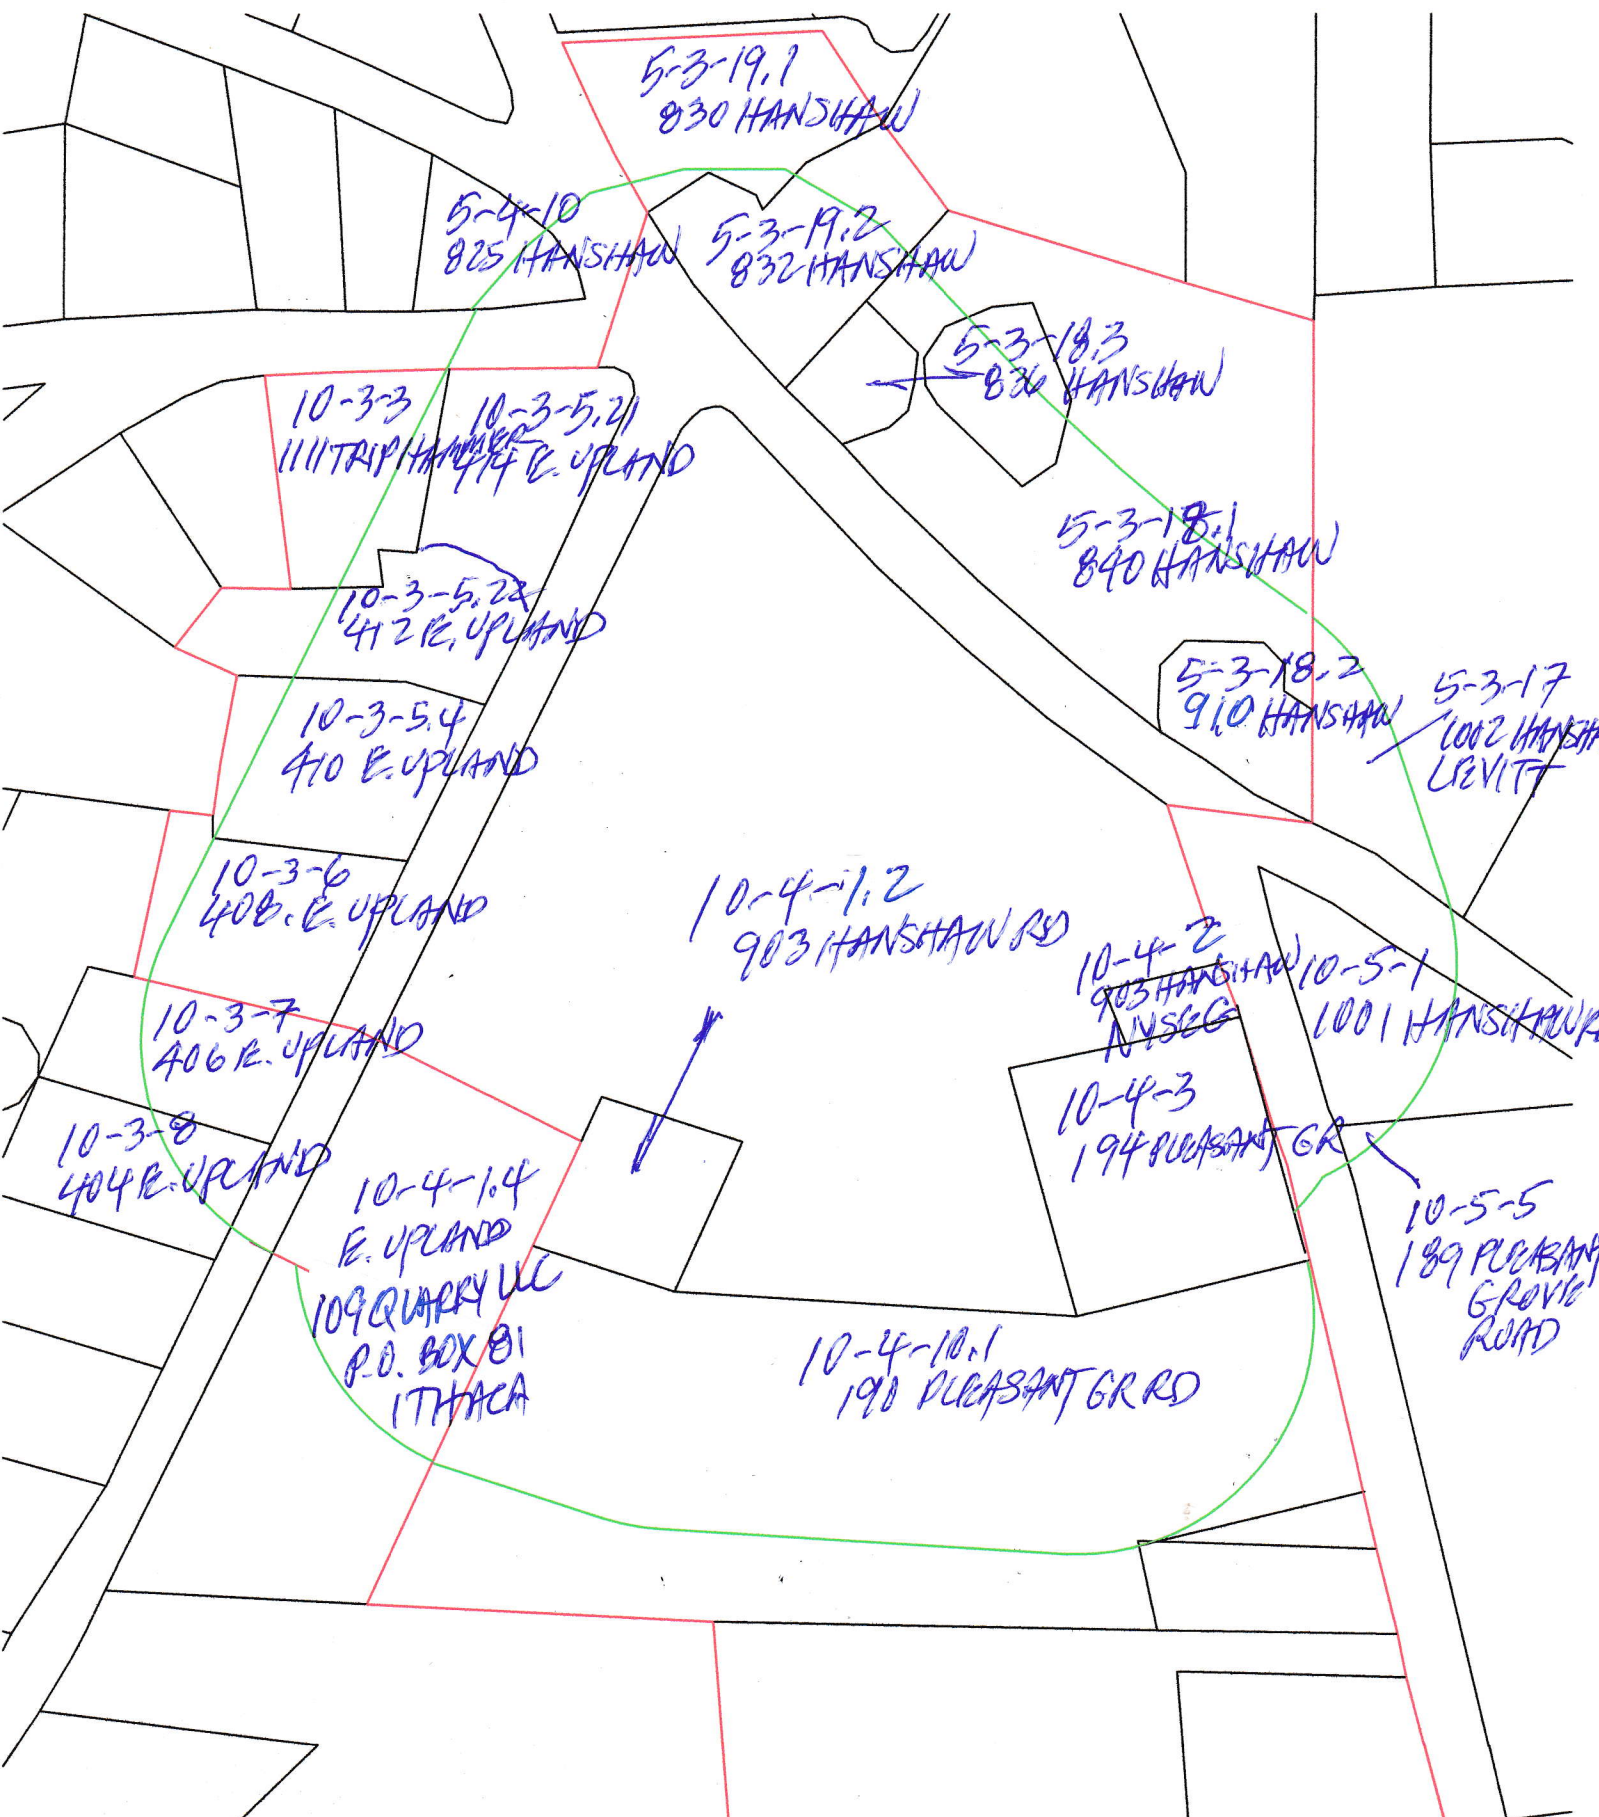 5-3-19.1
830 HANSHAW
5-4-10
825 HANSHAW
5-3-19.2
832 HANSHAW
5-3-18.3
836 HANSHAW
10-3-3
1111 TRIPHAMMER
10-3-5.21
414 E. UPLAND
5-3-18.1
840 HANSHAW
10-3-5.22
412 E. UPLAND
5-3-18.2
910 HANSHAW
5-3-17
1002 HANSHA
LEVITT
10-3-5.4
410 E. UPLAND
10-3-6
408. E. UPLAND
10-4-1.2
903 HANSHAW RD
10-4-2
903 HANSHAW
NYSEG
10-5-1
1001 HANSHAW R
10-3-7
406 E. UPLAND
10-4-3
194 PLEASANT GR
10-3-8
404 E. UPLAND
10-4-1.4
E. UPLAND
109 QUARRY LLC
P.O. BOX 81
ITHACA
10-5-5
189 PLEASANT
GROVE
ROAD
10-4-10.1
190 PLEASANT GR RD